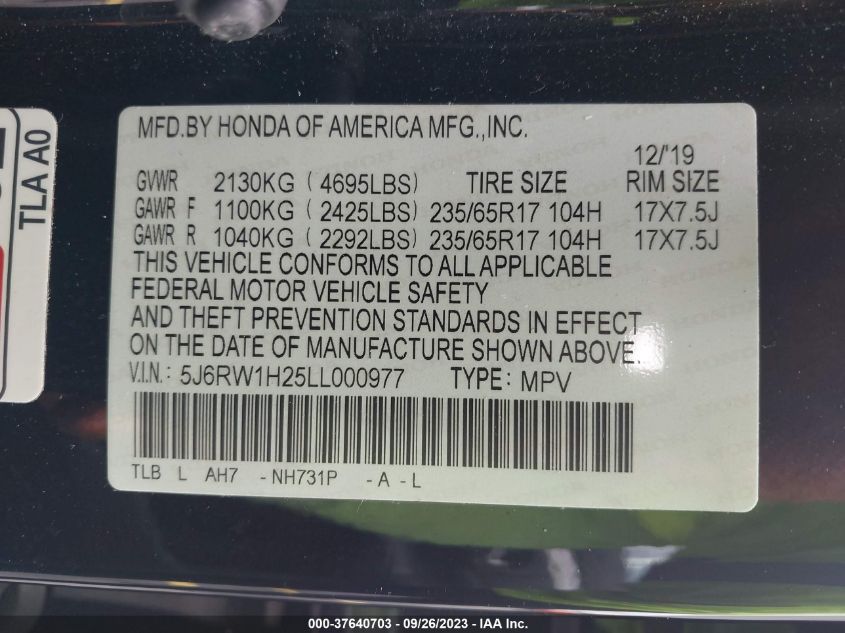 TLA A0
MFD.BY HONDA OF AMERICA MFG.,INC.
12/'19
GVWR 2130KG ( 4695LBS) TIRE SIZE RIM SIZE
GAWR F 1100KG ( 2425LBS) 235/65R17 104H 17X7.5J
GAWR R 1040KG ( 2292LBS) 235/65R17 104H 17X7.5J
THIS VEHICLE CONFORMS TO ALL APPLICABLE
FEDERAL MOTOR VEHICLE SAFETY
AND THEFT PREVENTION STANDARDS IN EFFECT
ON THE DATE OF MANUFACTURE SHOWN ABOVE.
V.I.N.: 5J6RW1H25LL000977 TYPE: MPV
TLB L AH7 -NH731P -A -L
000-37640703 - 09/26/2023 - IAA Inc.